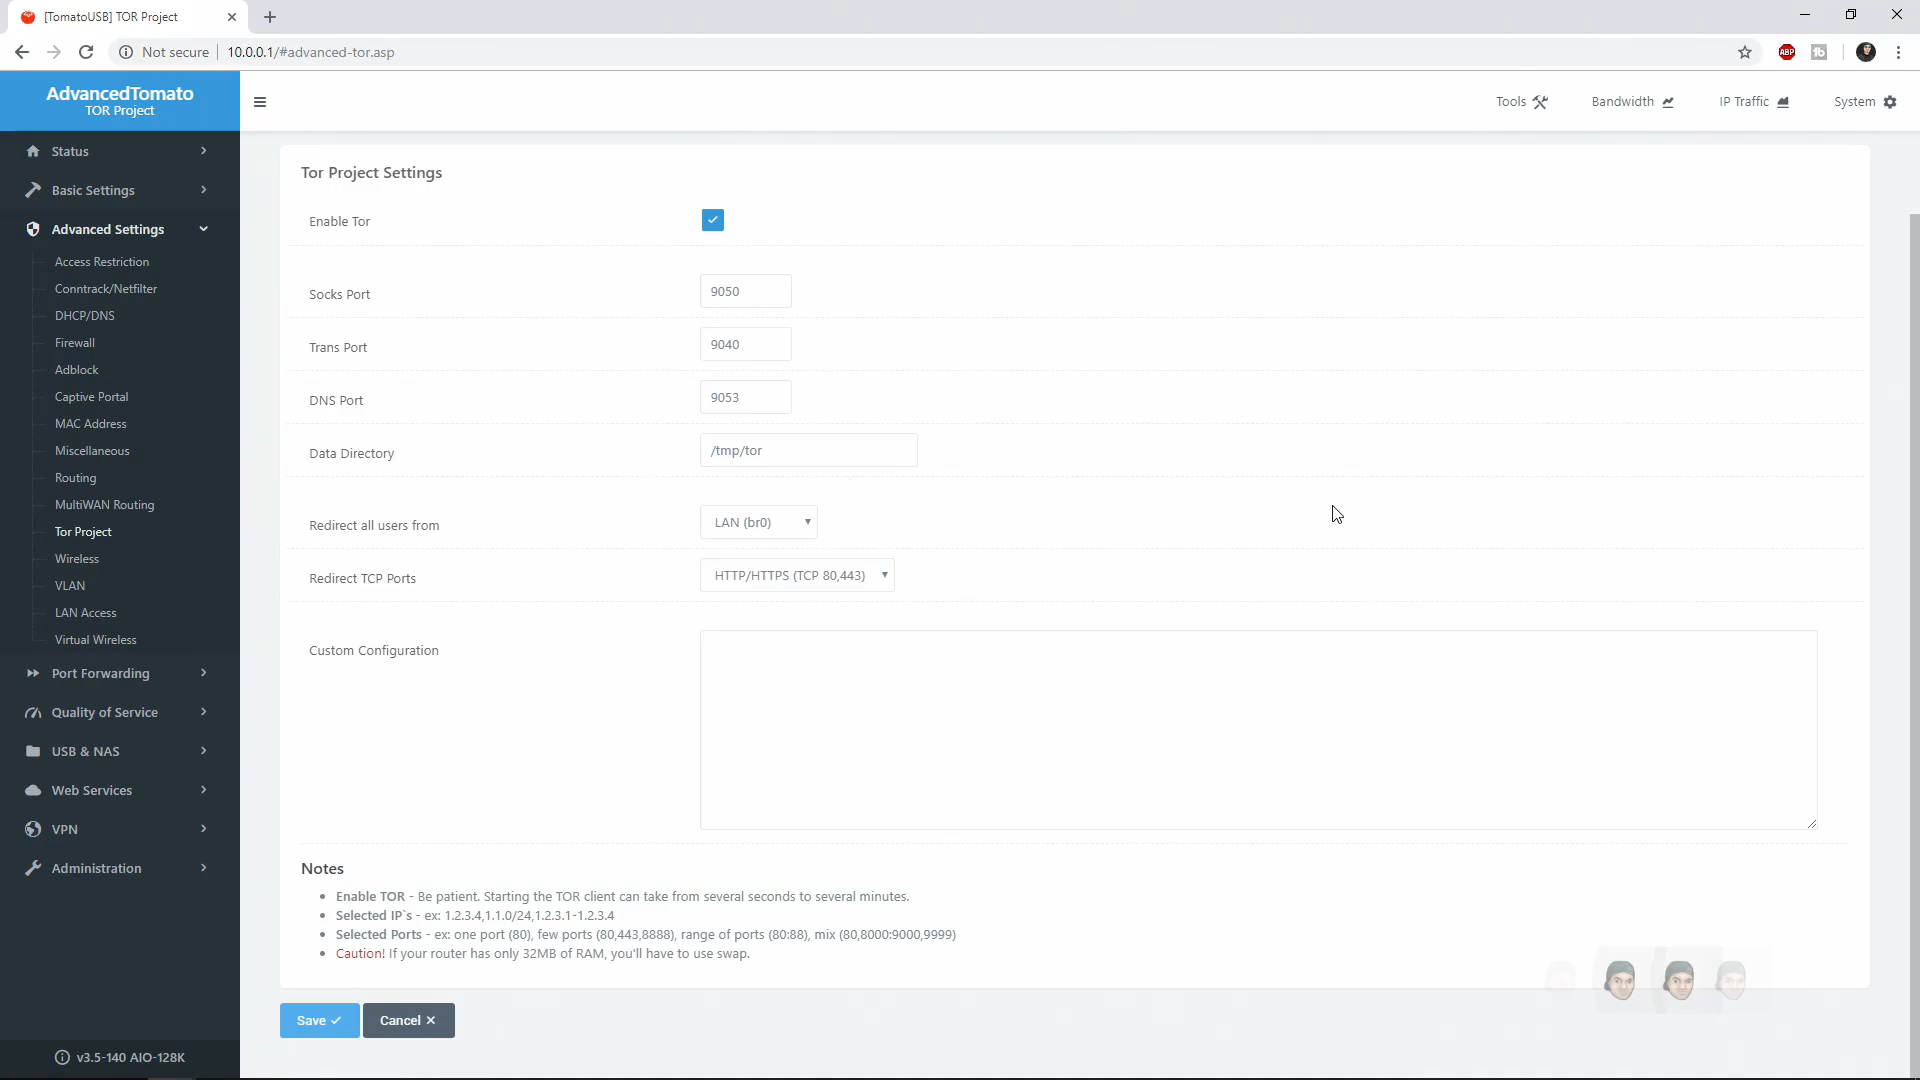 [TomatoUSB] TOR Project
Not secure
10.0.0.1/#advanced-tor.asp
ABP
AdvancedTomato
TOR Project
Tools
Bandwidth
IP Traffic
System
Status
Basic Settings
Advanced Settings
Access Restriction
Conntrack/Netfilter
DHCP/DNS
Firewall
Adblock
Captive Portal
MAC Address
Miscellaneous
Routing
MultiWAN Routing
Tor Project
Wireless
VLAN
LAN Access
Virtual Wireless
Port Forwarding
Quality of Service
USB & NAS
Web Services
VPN
Administration
v3.5-140 AIO-128K
Tor Project Settings
Enable Tor
Socks Port 9050
Trans Port 9040
DNS Port 9053
Data Directory /tmp/tor
Redirect all users from LAN (br0)
Redirect TCP Ports HTTP/HTTPS (TCP 80,443)
Custom Configuration
Notes
Enable TOR - Be patient. Starting the TOR client can take from several seconds to several minutes.
Selected IP`s - ex: 1.2.3.4,1.1.0/24,1.2.3.1-1.2.3.4
Selected Ports - ex: one port (80), few ports (80,443,8888), range of ports (80:88), mix (80,8000:9000,9999)
Caution! If your router has only 32MB of RAM, you'll have to use swap.
Save
Cancel